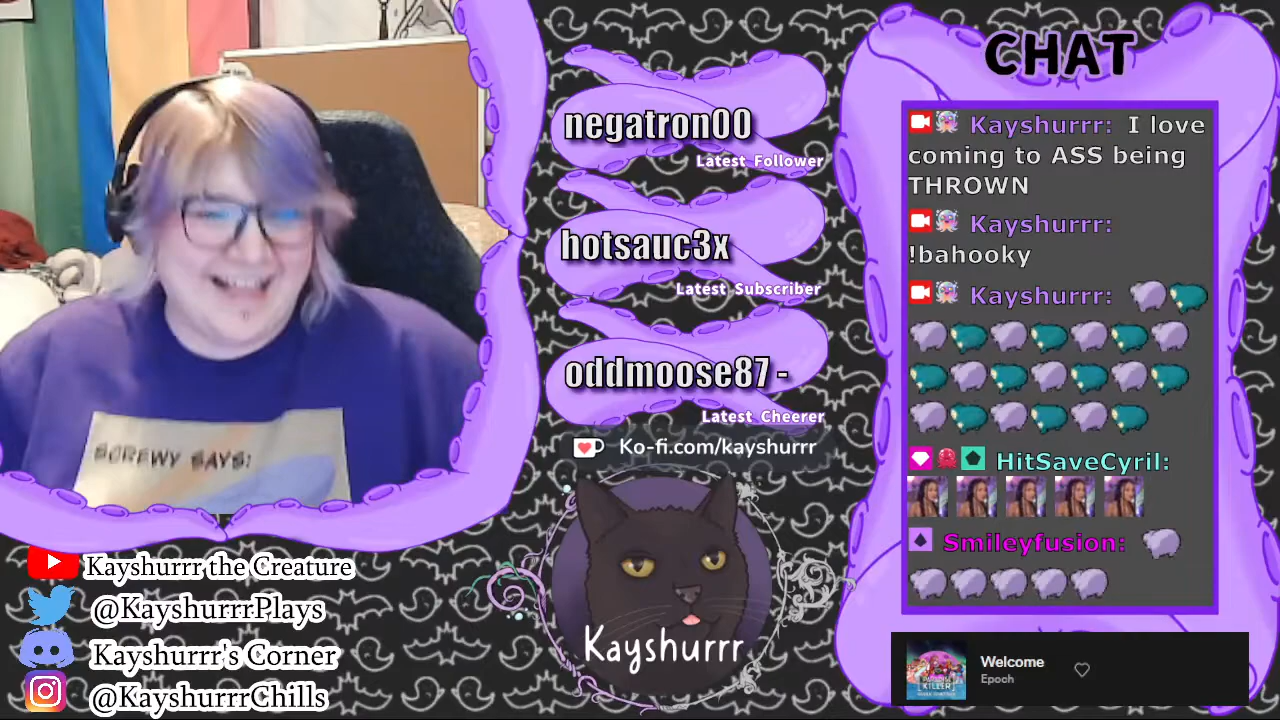 SCREWY SAYS:
negatron00
Latest Follower
hotsauc3x
Latest Subscriber
oddmoose87 -
Latest Cheerer
Ko-fi.com/kayshurrr
Kayshurrr
Kayshurrr the Creature
@KayshurrrPlays
Kayshurrr's Corner
@KayshurrrChills
CHAT
Kayshurrr: I love
coming to ASS being
THROWN
Kayshurrr:
!bahooky
Kayshurrr:
HitSaveCyril:
Smileyfusion:
PARADISE
KILLER
Welcome
Epoch